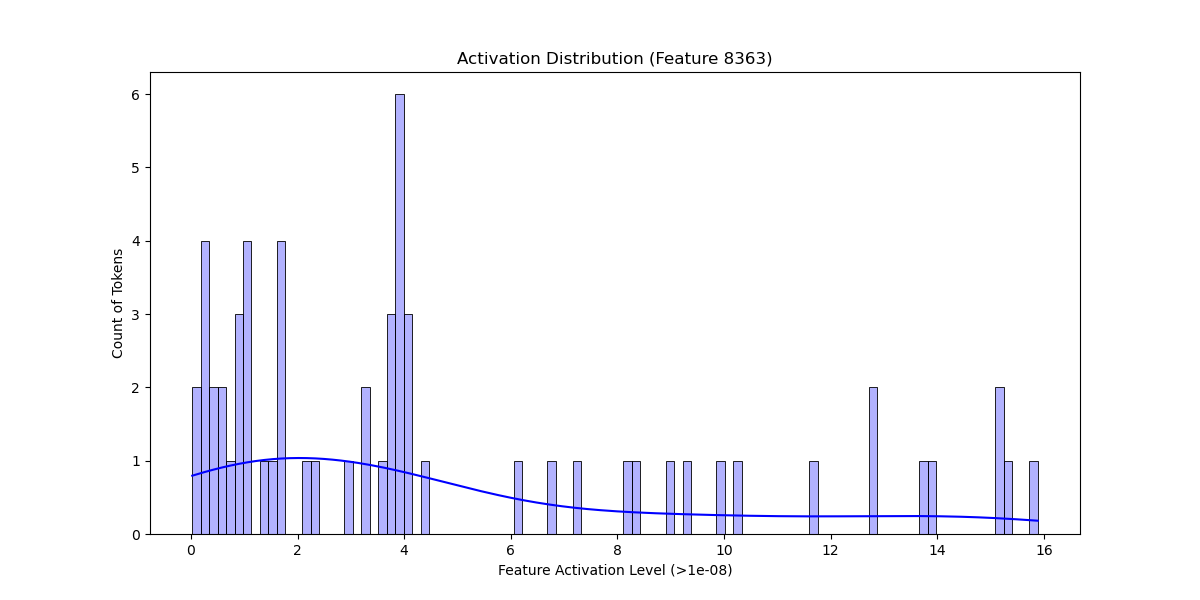 Activation Distribution (Feature 8363)
Count of Tokens
6
5
4
3
2
1
0
0 2 4 6 8 10 12 14 16
Feature Activation Level (>1e-08)